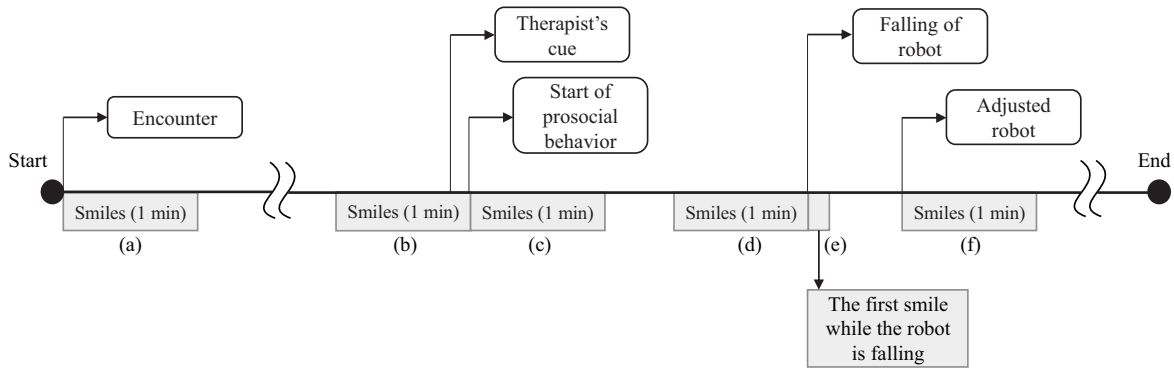 Therapist's
cue
Falling of
robot
Encounter
Start of
prosocial
behavior
Adjusted
robot
Start
End
Smiles (1 min)
Smiles (1 min)
Smiles (1 min)
Smiles (1 min)
Smiles (1 min)
(a)
(b)
(c)
(d)
(e)
(f)
The first smile
while the robot
is falling